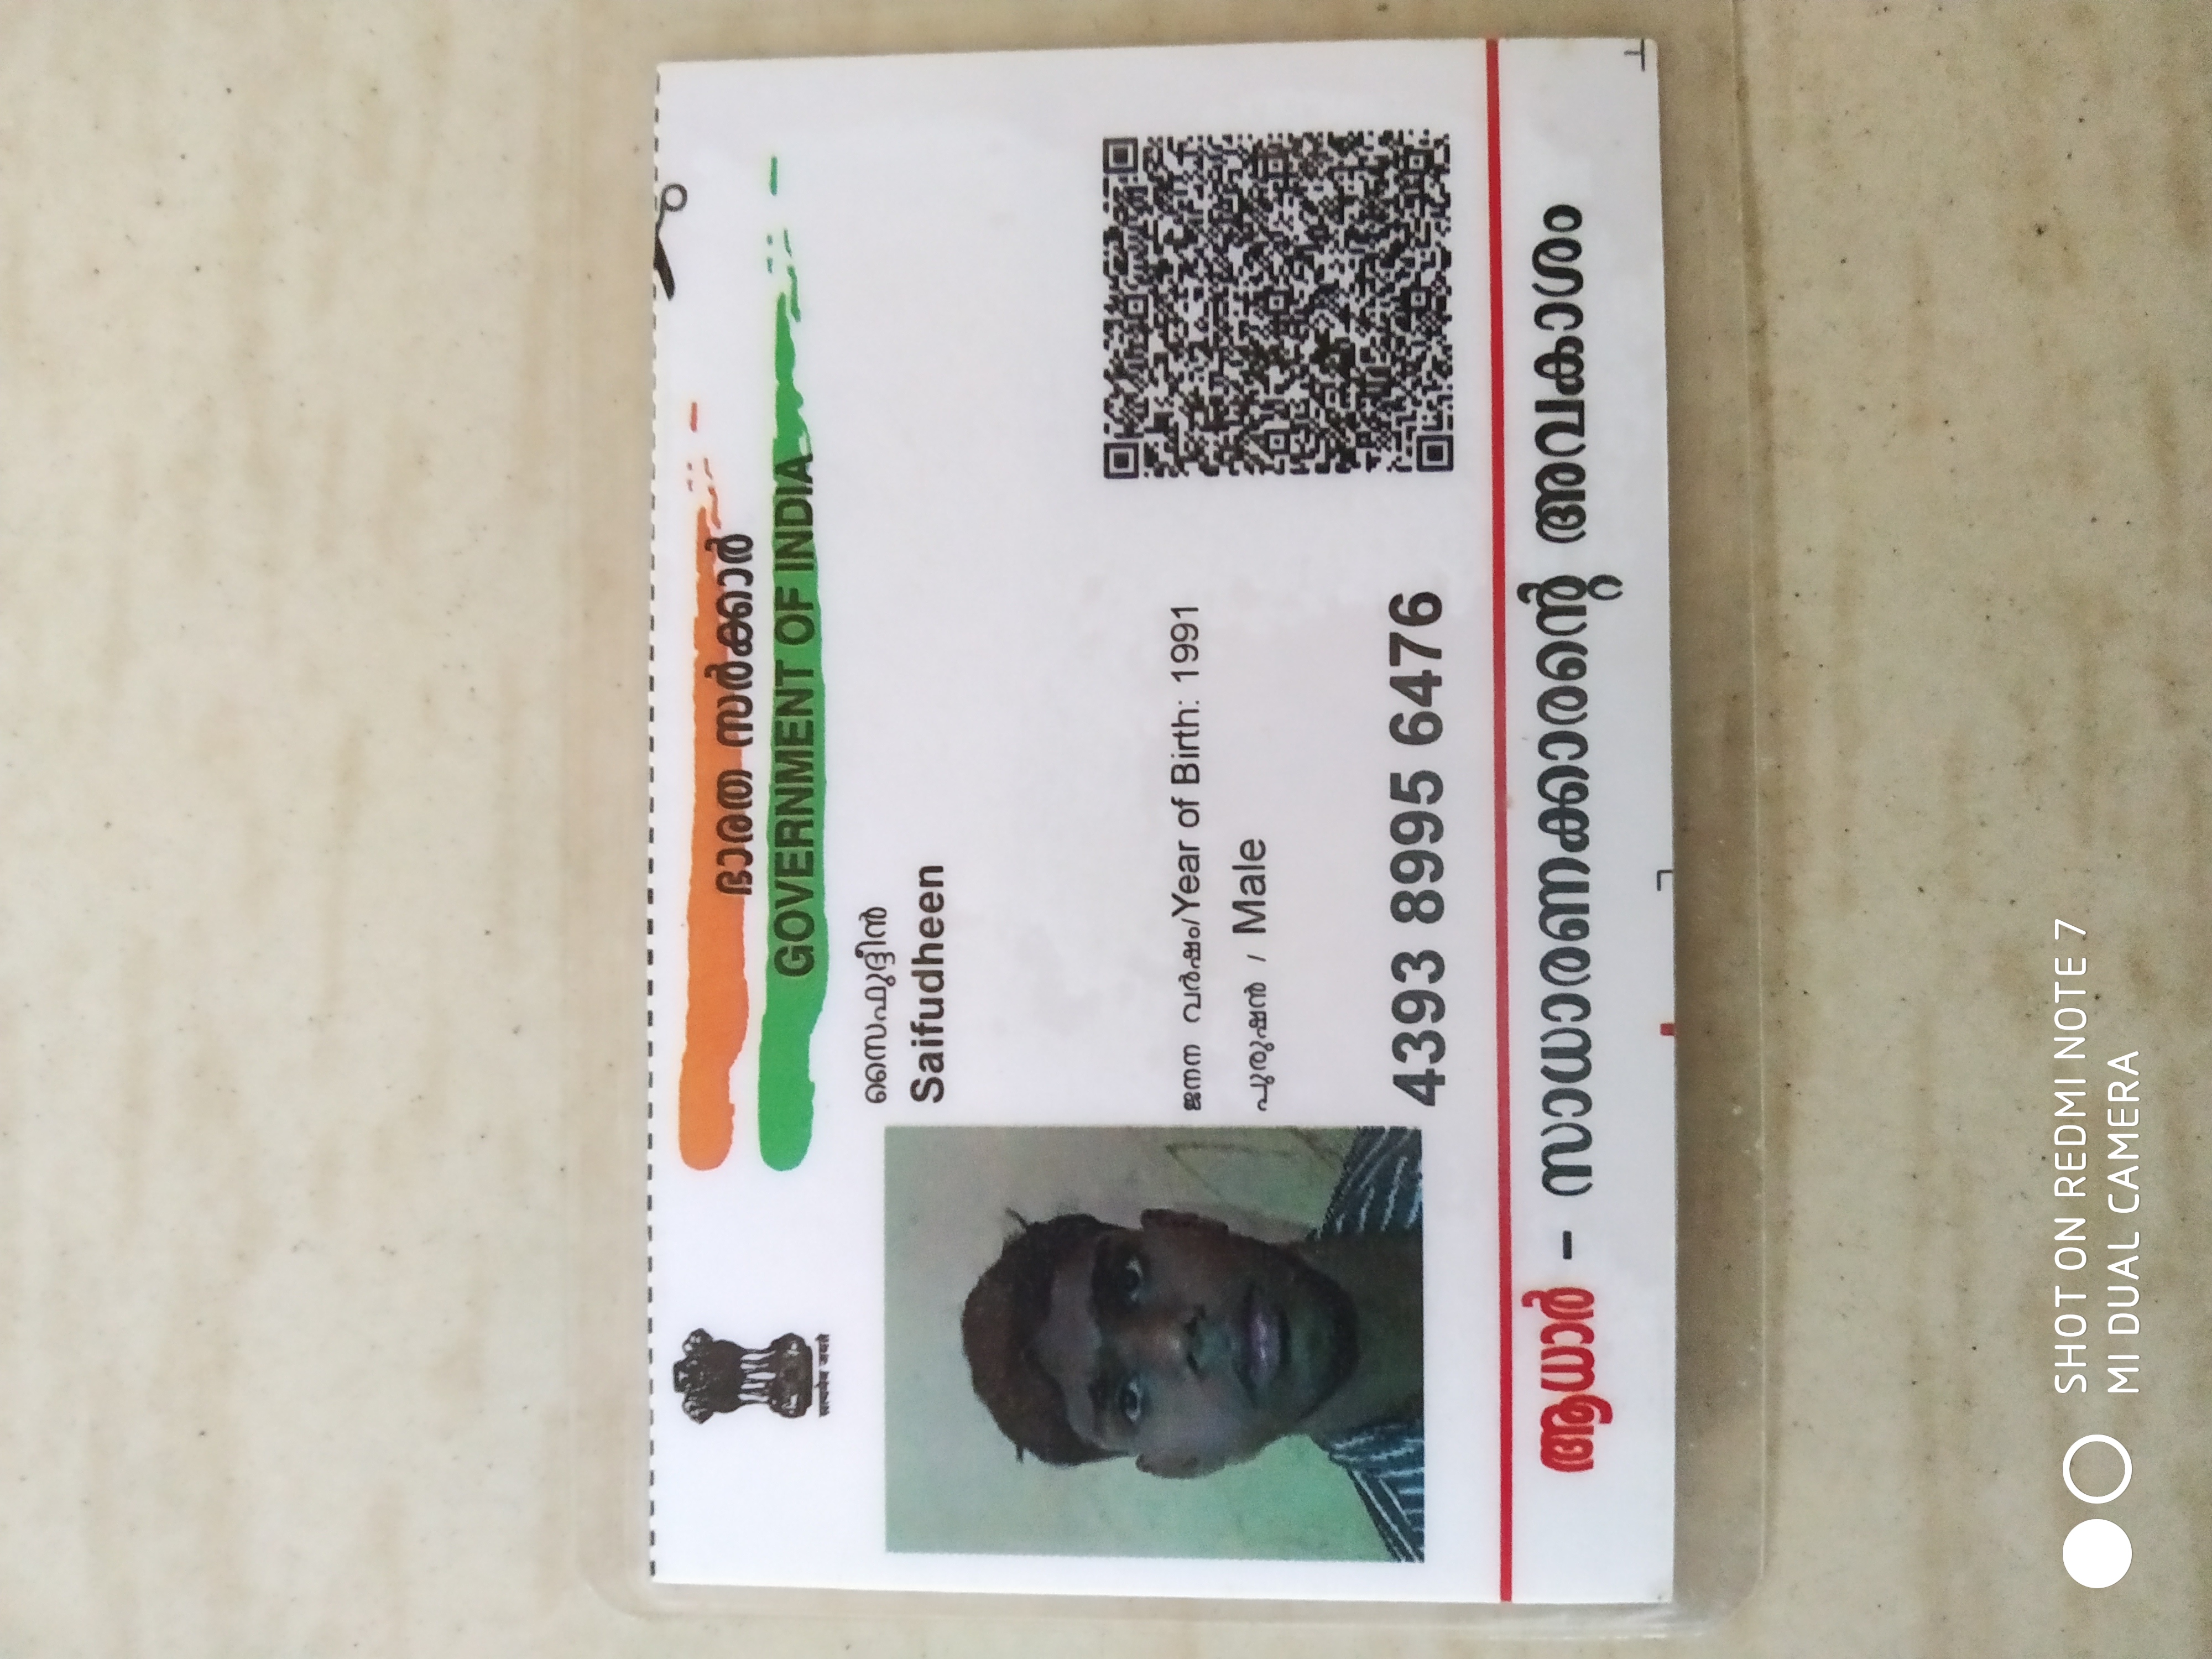 सत्यमेव जयते
ഭാരത സർക്കാർ
GOVERNMENT OF INDIA
സൈഫുദ്ദീൻ
Saifudheen
ജനന വർഷം/Year of Birth: 1991
പുരുഷൻ / Male
4393 8995 6476
ആധാർ - സാധാരണക്കാരന്റെ അവകാശം
SHOT ON REDMI NOTE 7
MI DUAL CAMERA